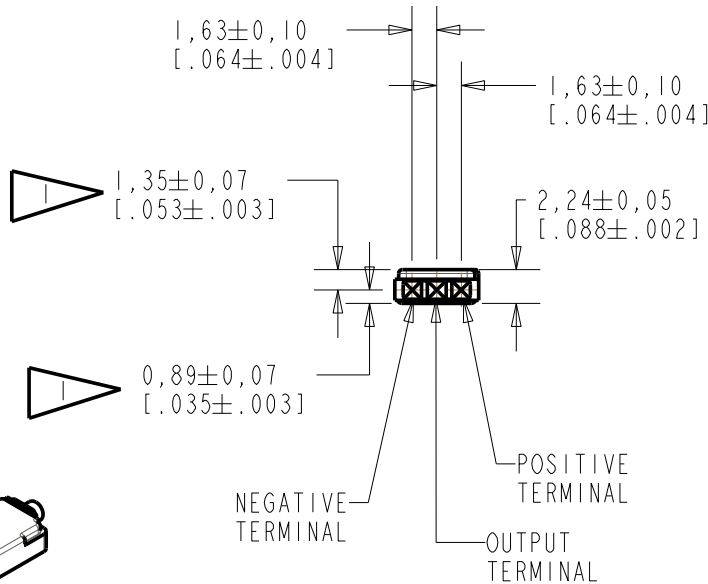 1,63±0,10
[.064±.004]
1,63±0,10
[.064±.004]
1
1,35±0,07
[.053±.003]
2,24±0,05
[.088±.002]
1
0,89±0,07
[.035±.003]
POSITIVE
TERMINAL
NEGATIVE
TERMINAL
OUTPUT
TERMINAL